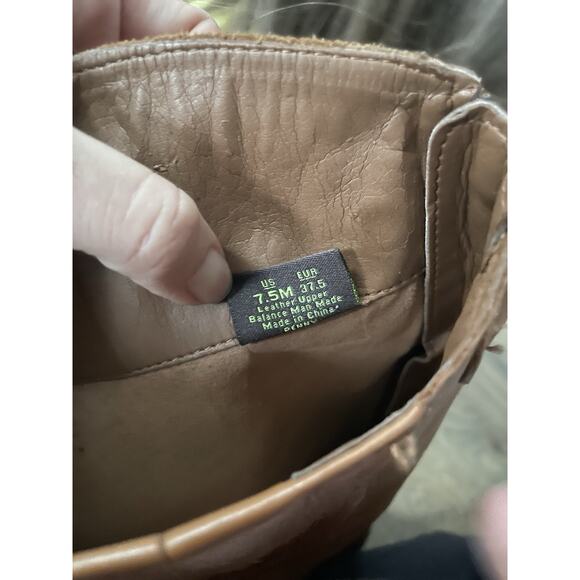 US EUR
7.5M 37.5
Leather Upper
Balance Man Made
Made in China